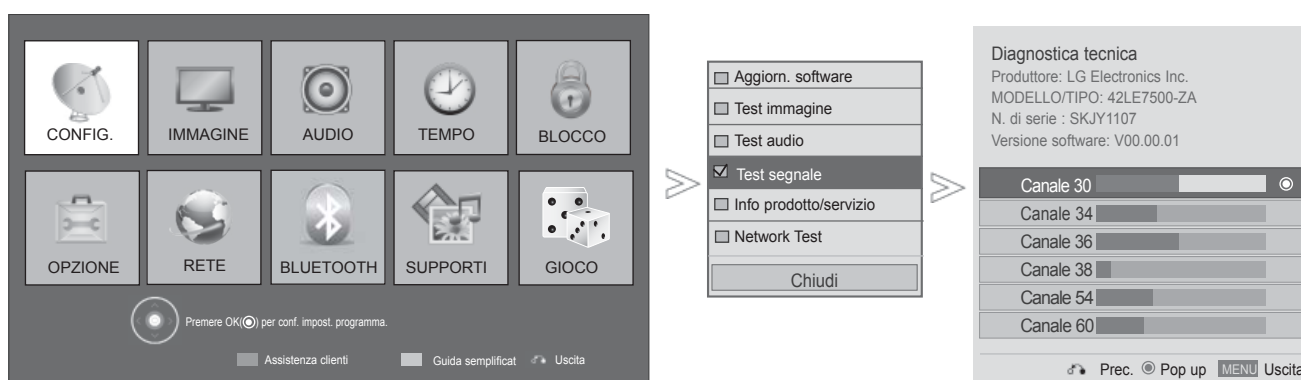 CONFIG.
IMMAGINE
AUDIO
TEMPO
BLOCCO
OPZIONE
RETE
BLUETOOTH
SUPPORTI
GIOCO
Premere OK(◉) per conf. impost. programma.
Assistenza clienti
Guida semplificat
Uscita
Aggiorn. software
Test immagine
Test audio
Test segnale
Info prodotto/servizio
Network Test
Chiudi
Diagnostica tecnica
Produttore: LG Electronics Inc.
MODELLO/TIPO: 42LE7500-ZA
N. di serie : SKJY1107
Versione software: V00.00.01
Canale 30
Canale 34
Canale 36
Canale 38
Canale 54
Canale 60
Prec. ◉ Pop up MENU Uscita